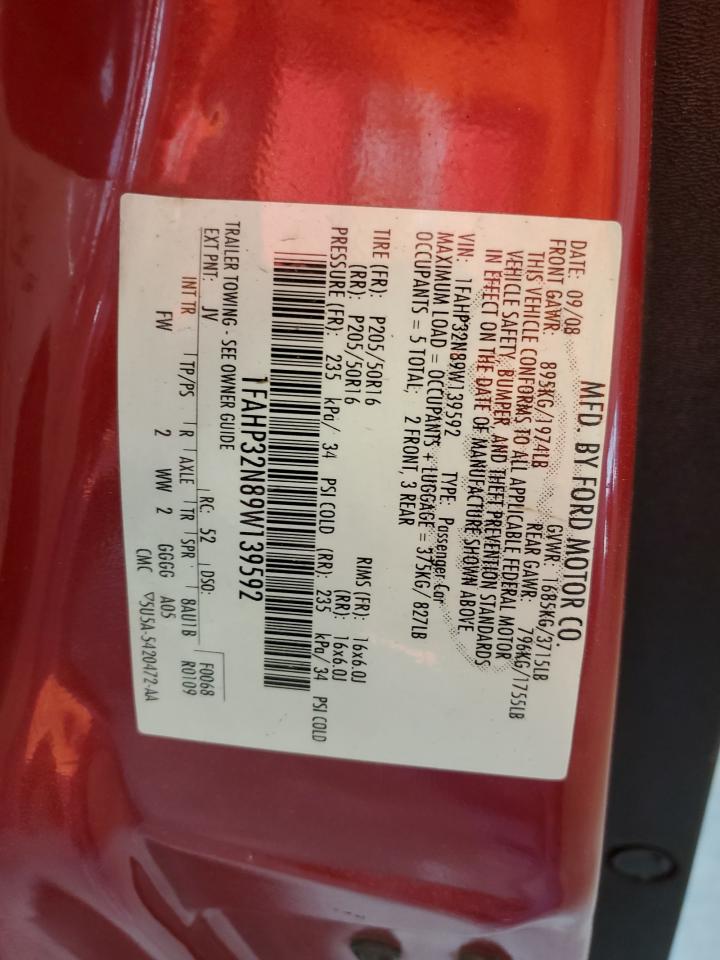 MFD. BY FORD MOTOR CO.
DATE: 09/08 GVWR: 1685KG/3715LB
FRONT GAWR: 895KG/1974LB REAR GAWR: 796KG/1755LB
THIS VEHICLE CONFORMS TO ALL APPLICABLE FEDERAL MOTOR
VEHICLE SAFETY, BUMPER, AND THEFT PREVENTION STANDARDS
IN EFFECT ON THE DATE OF MANUFACTURE SHOWN ABOVE.
VIN: 1FAHP32N89W139592 TYPE: Passenger Car
MAXIMUM LOAD = OCCUPANTS + LUGGAGE = 375KG/ 827LB
OCCUPANTS = 5 TOTAL; 2 FRONT, 3 REAR
TIRE (FR): P205/50R16 RIMS (FR): 16x6.0J
(RR): P205/50R16 (RR): 16x6.0J
PRESSURE (FR): 235 kPa/ 34 PSI COLD (RR): 235 kPa/ 34 PSI COLD
1FAHP32N89W139592
TRAILER TOWING - SEE OWNER GUIDE
EXT PNT: JV RC: 52 DSO: F0068
INT TR TP/PS R AXLE TR SPR 8AU1B R0109
FW 2 WW 2 GGGG A05
CMC ▽5U5A-5420472-AA